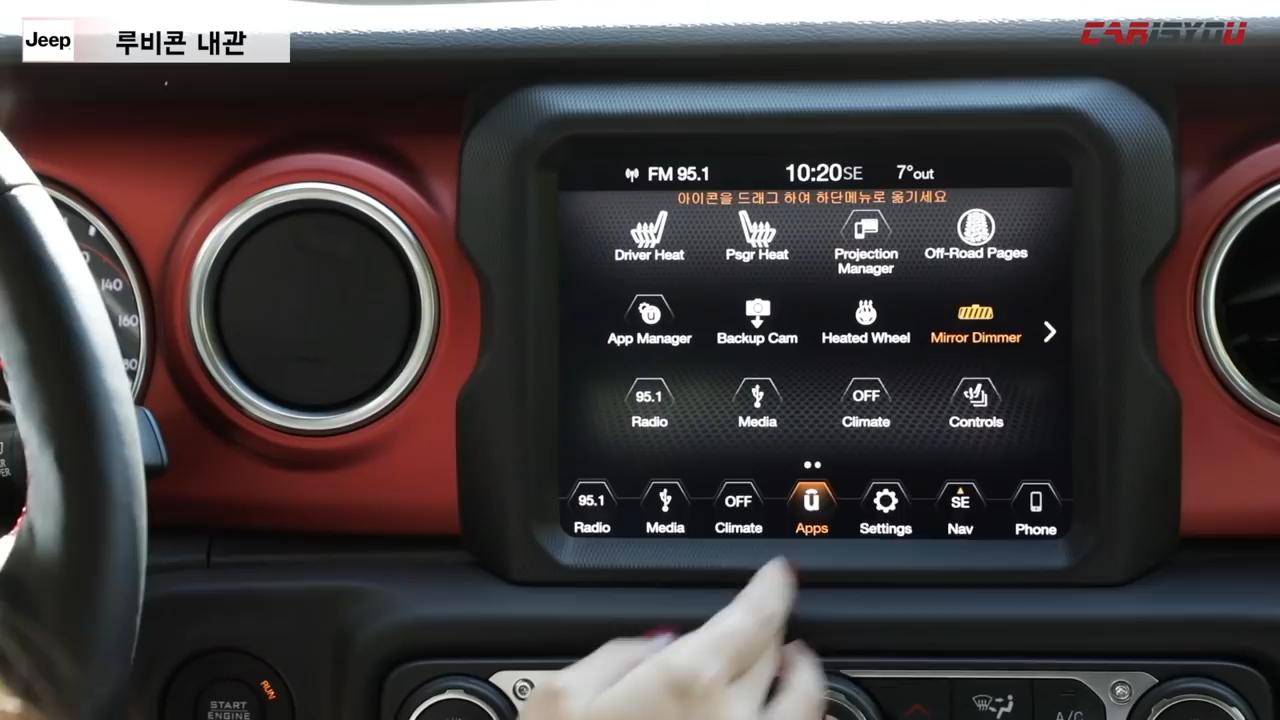 Jeep 루비콘 내관
CARISYOU
FM 95.1 10:20SE 7°out
아이콘을 드래그 하여 하단메뉴로 옮기세요
Driver Heat Psgr Heat Projection Manager Off-Road Pages
App Manager Backup Cam Heated Wheel Mirror Dimmer
95.1 OFF
Radio Media Climate Controls
95.1 OFF SE
Radio Media Climate Apps Settings Nav Phone
140
160
RUN
START
ENGINE
A/C